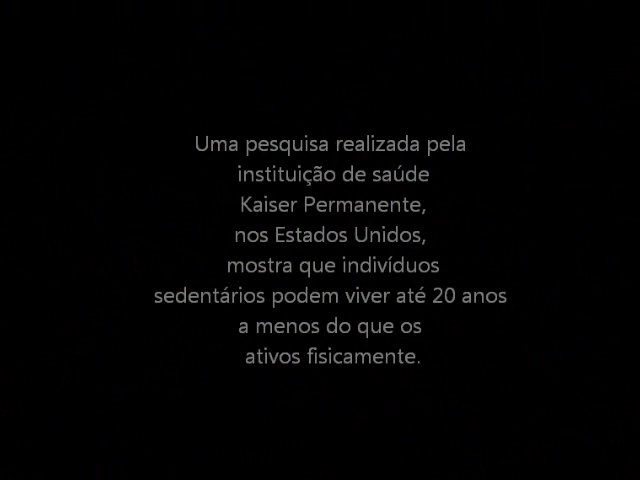 Uma pesquisa realizada pela
instituição de saúde
Kaiser Permanente,
nos Estados Unidos,
mostra que indivíduos
sedentários podem viver até 20 anos
a menos do que os
ativos fisicamente.